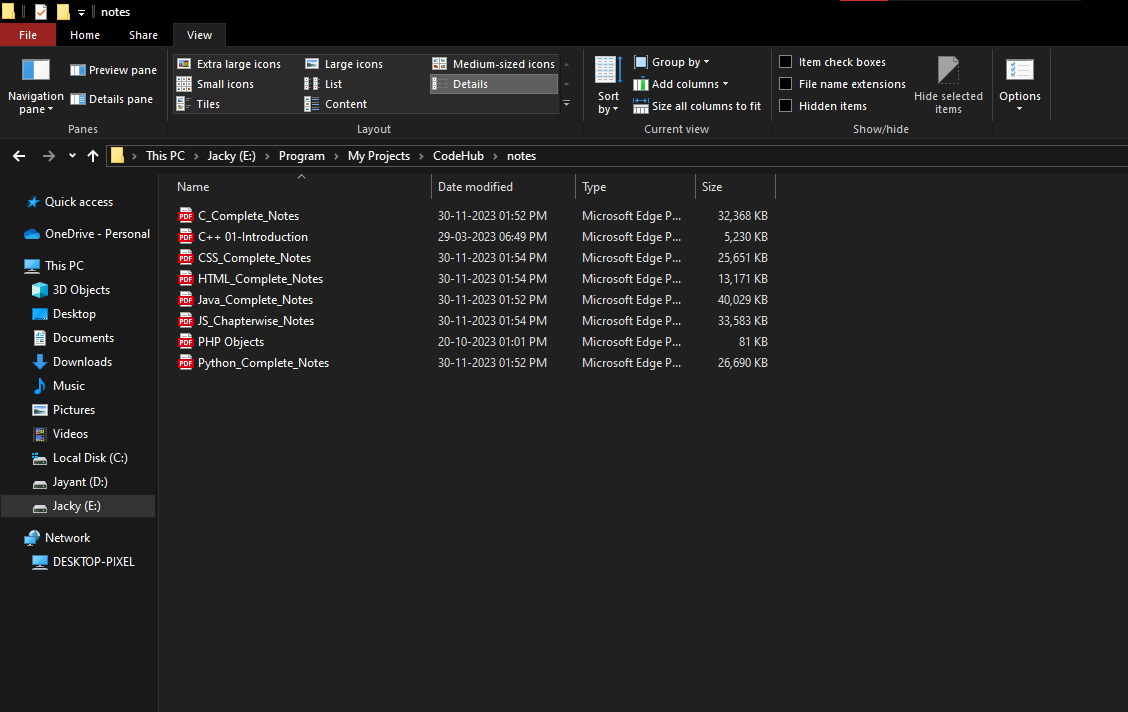 notes
File Home Share View
Navigation pane
Preview pane
Details pane
Panes
Extra large icons Large icons Medium-sized icons
Small icons List Details
Tiles Content
Layout
Sort by
Group by
Add columns
Size all columns to fit
Current view
Item check boxes
File name extensions
Hidden items
Hide selected items
Show/hide
Options
This PC > Jacky (E:) > Program > My Projects > CodeHub > notes
Quick access
OneDrive - Personal
This PC
3D Objects
Desktop
Documents
Downloads
Music
Pictures
Videos
Local Disk (C:)
Jayant (D:)
Jacky (E:)
Network
DESKTOP-PIXEL
Name Date modified Type Size
PDF C_Complete_Notes 30-11-2023 01:52 PM Microsoft Edge P... 32,368 KB
PDF C++ 01-Introduction 29-03-2023 06:49 PM Microsoft Edge P... 5,230 KB
PDF CSS_Complete_Notes 30-11-2023 01:54 PM Microsoft Edge P... 25,651 KB
PDF HTML_Complete_Notes 30-11-2023 01:54 PM Microsoft Edge P... 13,171 KB
PDF Java_Complete_Notes 30-11-2023 01:52 PM Microsoft Edge P... 40,029 KB
PDF JS_Chapterwise_Notes 30-11-2023 01:54 PM Microsoft Edge P... 33,583 KB
PDF PHP Objects 20-10-2023 01:01 PM Microsoft Edge P... 81 KB
PDF Python_Complete_Notes 30-11-2023 01:52 PM Microsoft Edge P... 26,690 KB